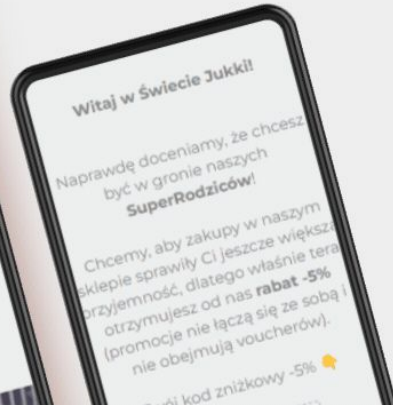 Witaj w Świecie Jukki!
Naprawdę doceniamy, że chcesz
być w gronie naszych
SuperRodziców!
Chcemy, aby zakupy w naszym
sklepie sprawiły Ci jeszcze większą
przyjemność, dlatego właśnie tera
otrzymujesz od nas rabat -5%
(promocje nie łączą się ze sobą i
nie obejmują voucherów).
kod zniżkowy -5% 👇